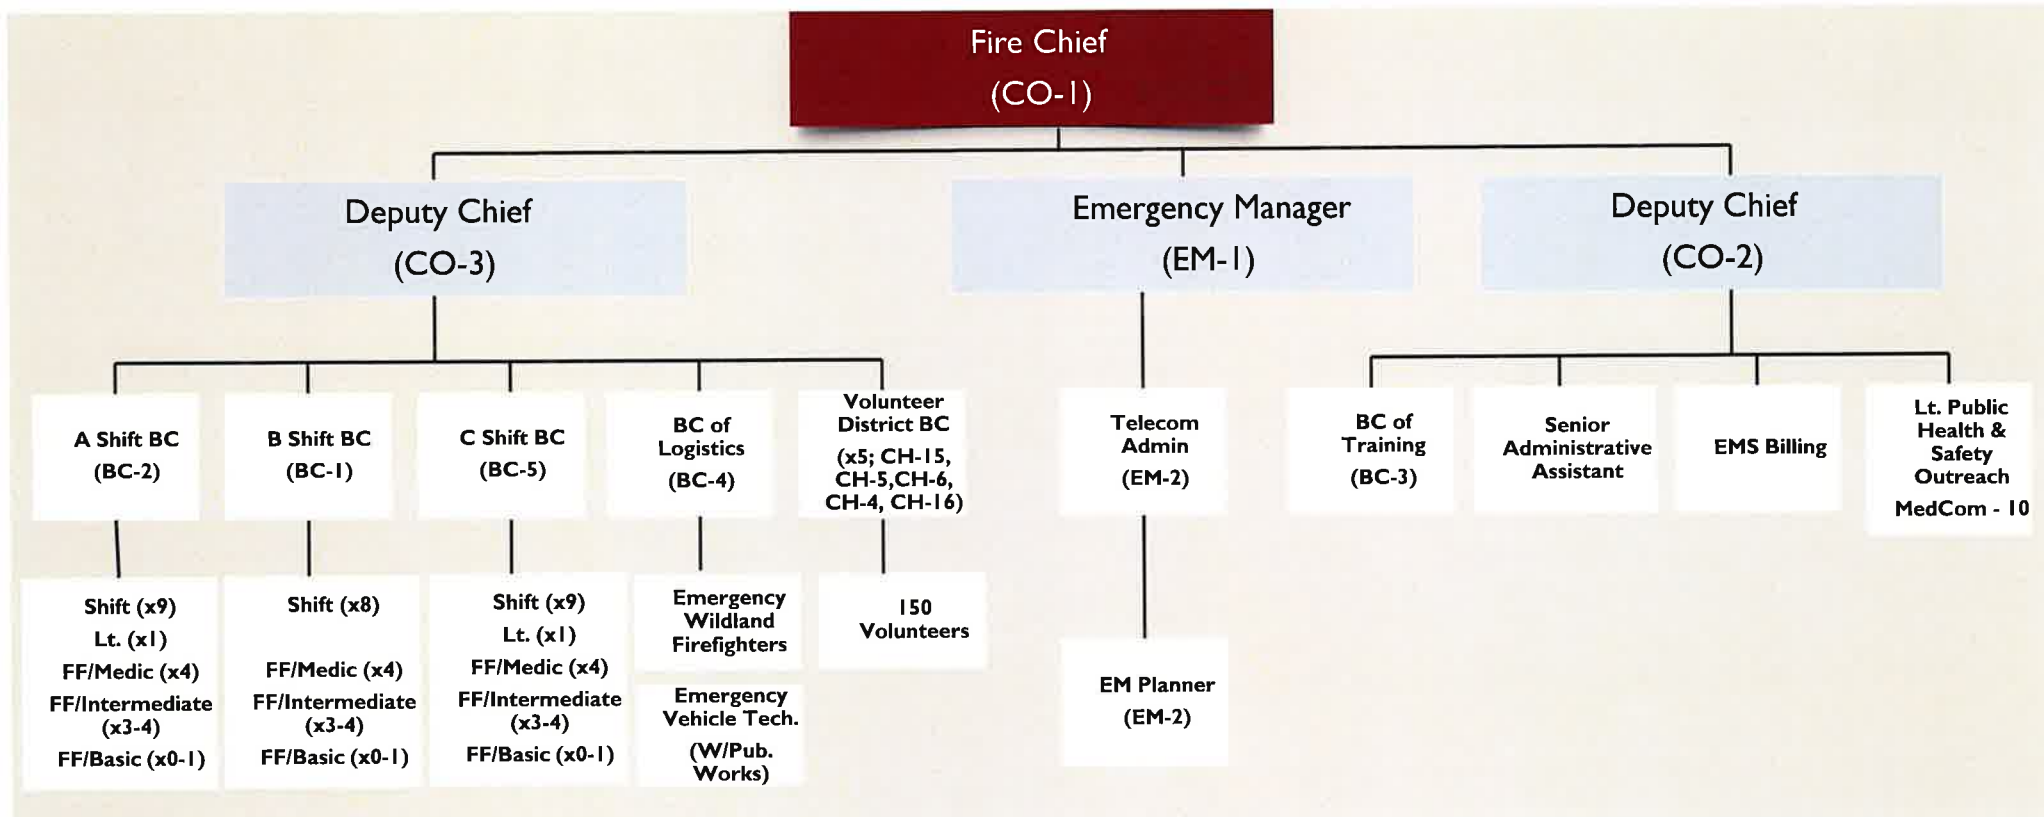 Fire Chief
(CO-1)
Deputy Chief
(CO-3)
Emergency Manager
(EM-1)
Deputy Chief
(CO-2)
A Shift BC
(BC-2)
B Shift BC
(BC-1)
C Shift BC
(BC-5)
BC of
Logistics
(BC-4)
Volunteer
District BC
(x5; CH-15,
CH-5,CH-6,
CH-4, CH-16)
Telecom
Admin
(EM-2)
BC of
Training
(BC-3)
Senior
Administrative
Assistant
EMS Billing
Lt. Public
Health &
Safety
Outreach
MedCom - 10
Shift (x9)
Lt. (x1)
FF/Medic (x4)
FF/Intermediate
(x3-4)
FF/Basic (x0-1)
Shift (x8)
FF/Medic (x4)
FF/Intermediate
(x3-4)
FF/Basic (x0-1)
Shift (x9)
Lt. (x1)
FF/Medic (x4)
FF/Intermediate
(x3-4)
FF/Basic (x0-1)
Emergency
Wildland
Firefighters
Emergency
Vehicle Tech.
(W/Pub.
Works)
150
Volunteers
EM Planner
(EM-2)